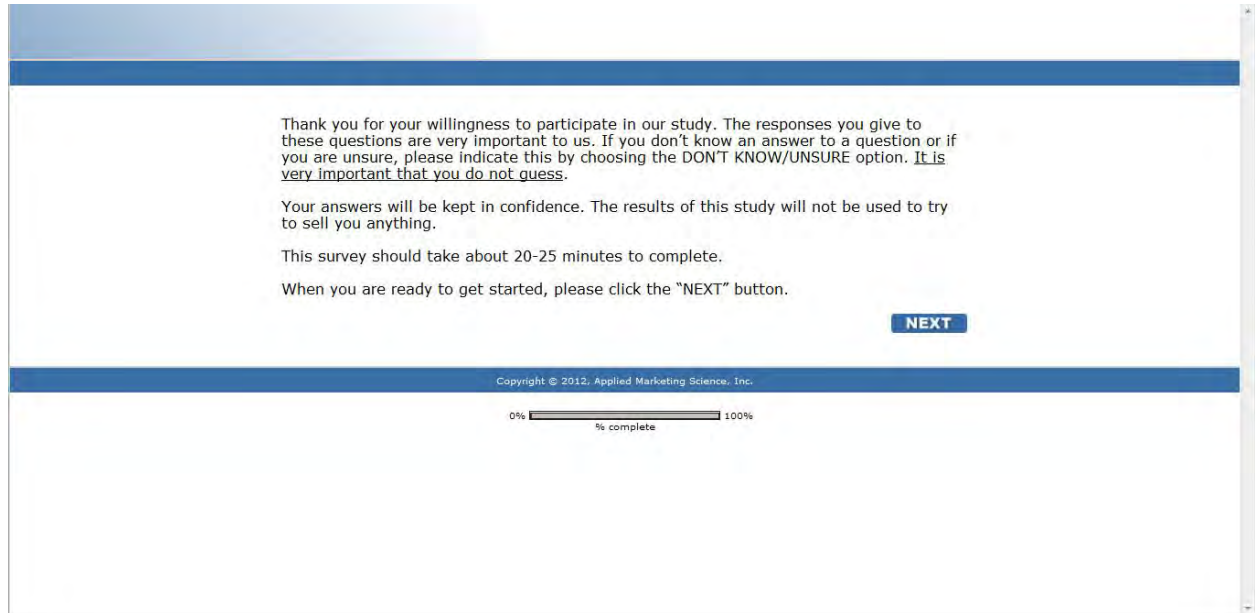 Thank you for your willingness to participate in our study. The responses you give to
these questions are very important to us. If you don't know an answer to a question or if
you are unsure, please indicate this by choosing the DON'T KNOW/UNSURE option. It is
very important that you do not guess.
Your answers will be kept in confidence. The results of this study will not be used to try
to sell you anything.
This survey should take about 20-25 minutes to complete.
When you are ready to get started, please click the “NEXT” button.
NEXT
Copyright © 2012, Applied Marketing Science, Inc.
0% 100%
% complete